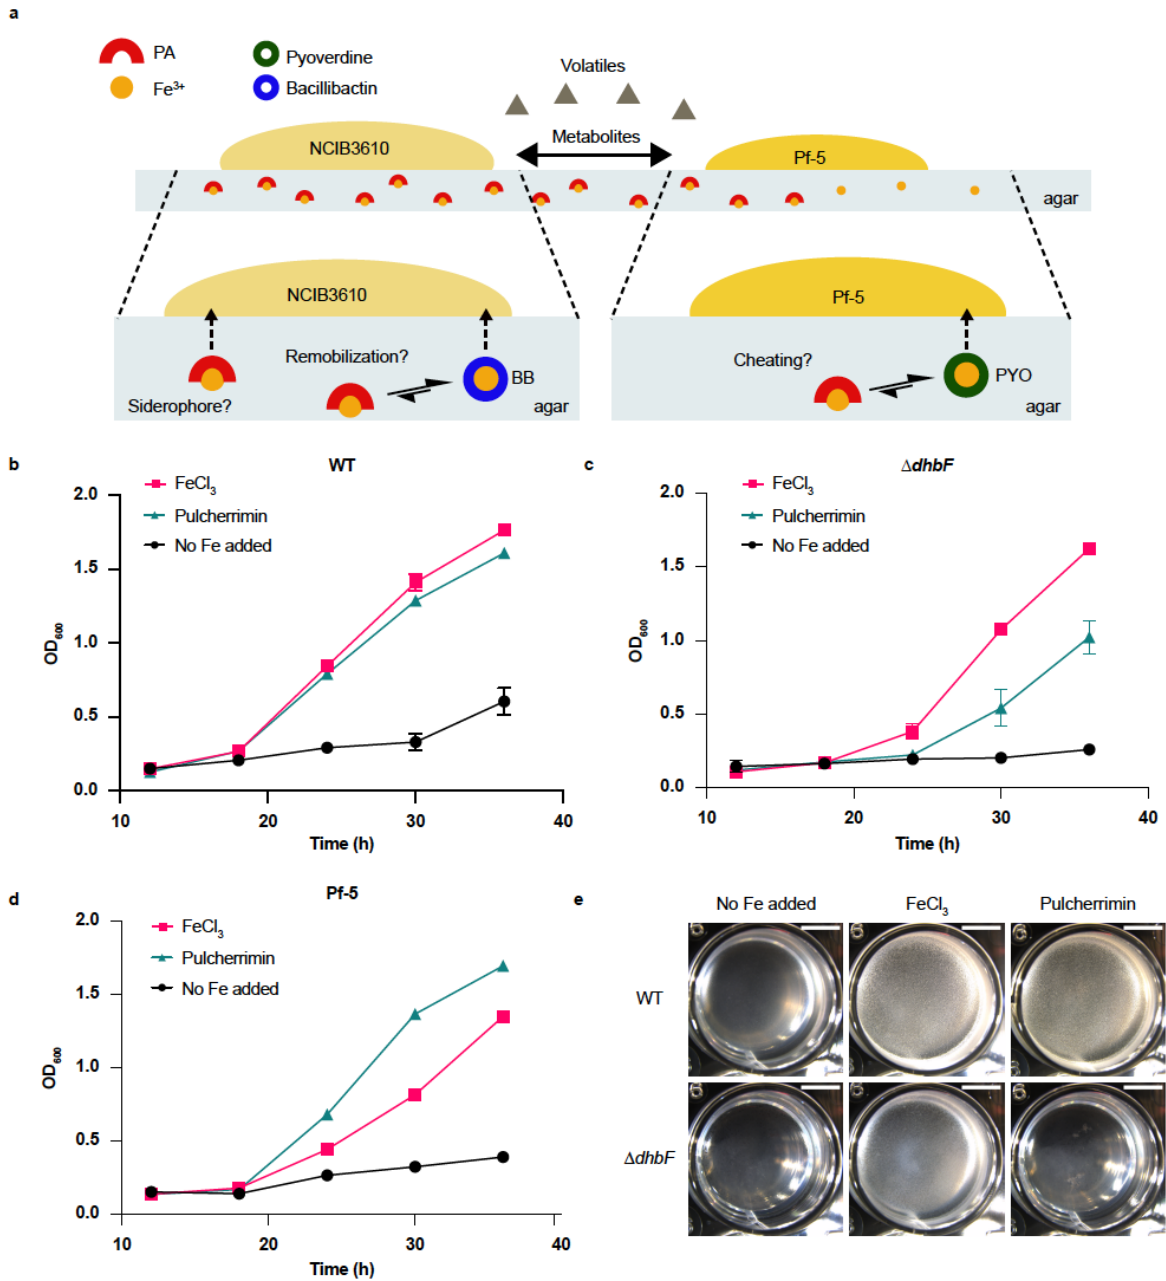 a
PA
Fe3+
Pyoverdine
Bacillibactin
Volatiles
Metabolites
NCIB3610
Pf-5
agar
NCIB3610
Pf-5
Remobilization?
BB
Siderophore?
agar
Cheating?
PYO
agar
b
WT
FeCl3
Pulcherrimin
No Fe added
2.0
1.5
1.0
0.5
0.0
OD600
10
20
30
40
Time (h)
c
ΔdhbF
FeCl3
Pulcherrimin
No Fe added
2.0
1.5
1.0
0.5
0.0
OD600
10
20
30
40
Time (h)
d
Pf-5
FeCl3
Pulcherrimin
No Fe added
2.0
1.5
1.0
0.5
0.0
OD600
10
20
30
40
Time (h)
e
No Fe added
FeCl3
Pulcherrimin
WT
ΔdhbF